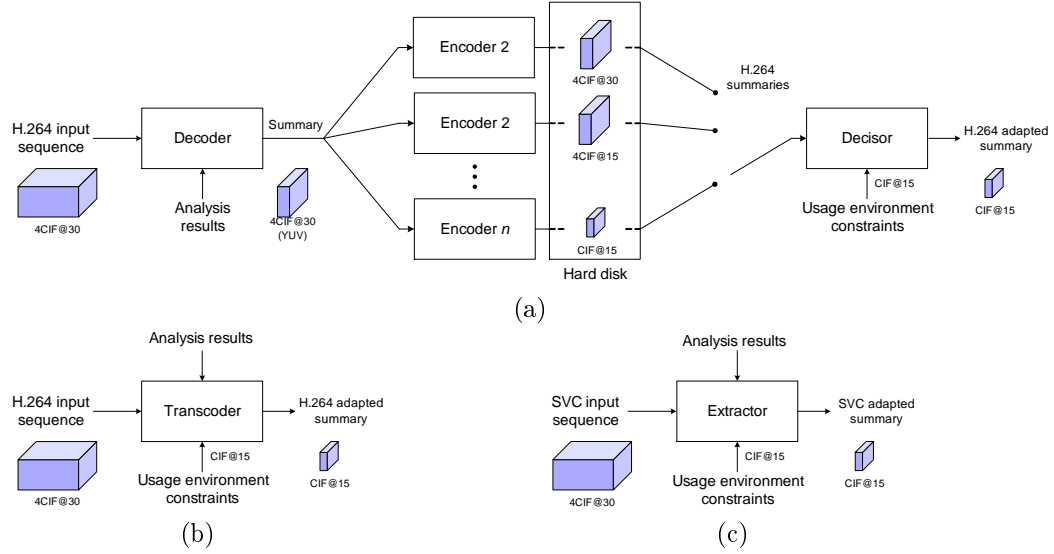 Encoder 2
4CIF@30
H.264
summaries
Encoder 2
4CIF@15
H.264 input
sequence
4CIF@30
Decoder
Summary
Analysis
results
4CIF@30
(YUV)
Encoder n
CIF@15
Hard disk
Decisor
CIF@15
Usage environment
constraints
H.264 adapted
summary
CIF@15
(a)
Analysis results
H.264 input
sequence
4CIF@30
Transcoder
CIF@15
Usage environment
constraints
H.264 adapted
summary
CIF@15
(b)
Analysis results
SVC input
sequence
4CIF@30
Extractor
CIF@15
Usage environment
constraints
SVC adapted
summary
CIF@15
(c)